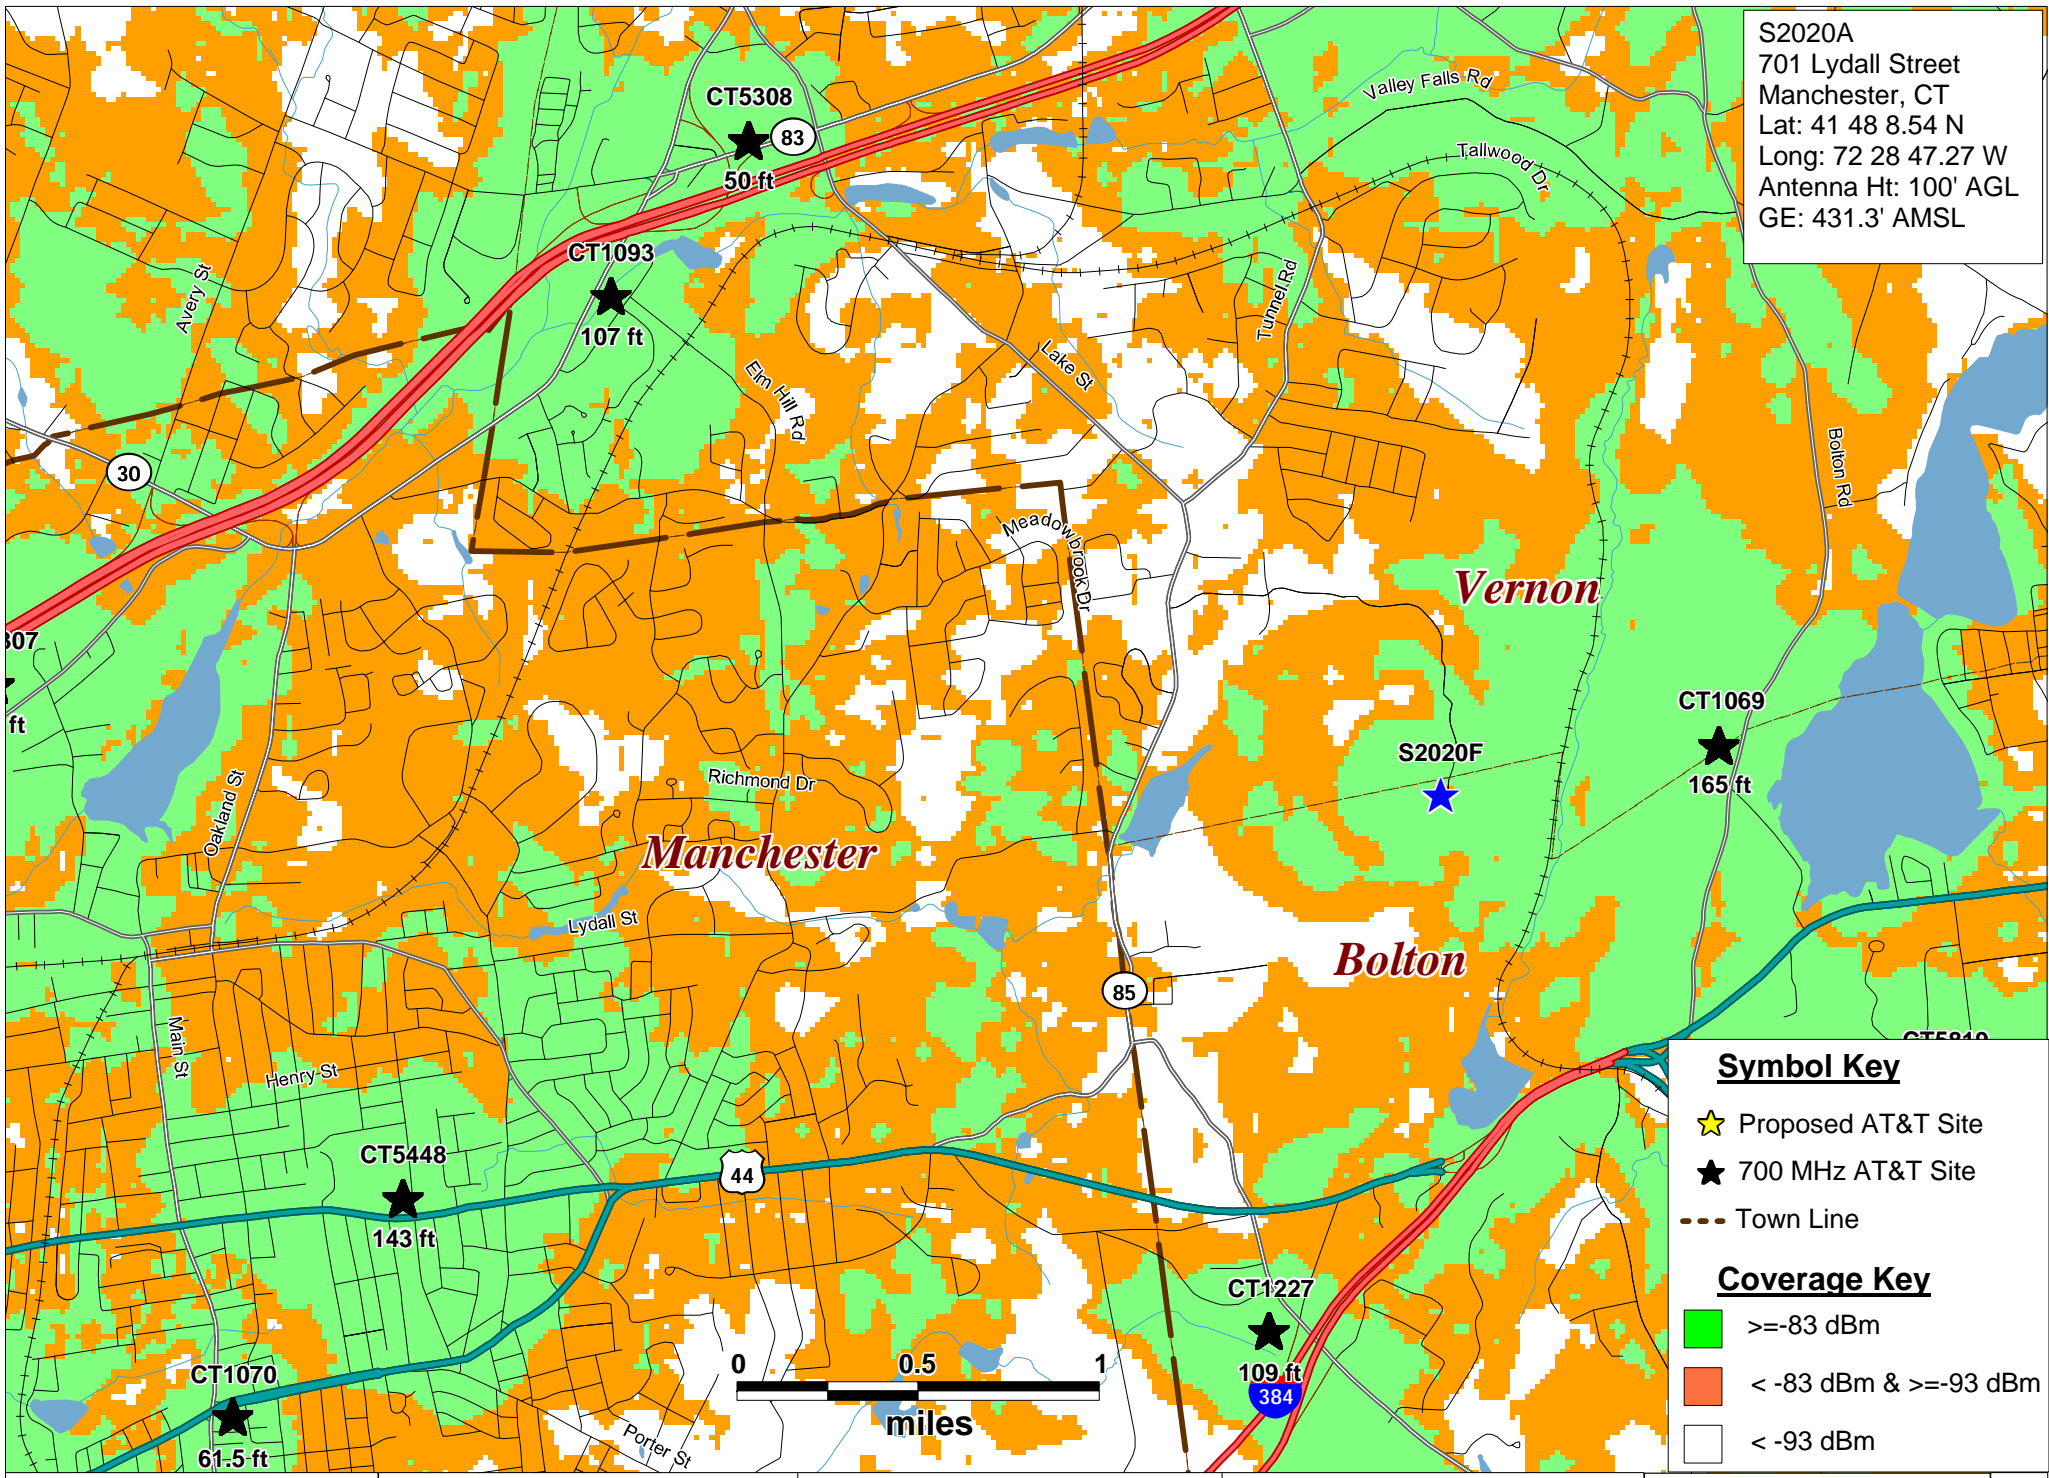 S2020A
701 Lydall Street
Manchester, CT
Lat: 41 48 8.54 N
Long: 72 28 47.27 W
Antenna Ht: 100' AGL
GE: 431.3' AMSL
Valley Falls Rd
CT5308
83
50 ft
Tallwood Dr
CT1093
107 ft
Avery St
Tunnel Rd
Lake St
Elm Hill Rd
Bolton Rd
30
Meadowbrook Dr
Vernon
307
ft
CT1069
165 ft
S2020F
Richmond Dr
Oakland St
Manchester
Lydall St
Bolton
85
Main St
Henry St
CT5819
CT5448
143 ft
44
CT1227
109 ft
384
CT1070
61.5 ft
Porter St
0 0.5 1
miles
Symbol Key
Proposed AT&T Site
700 MHz AT&T Site
Town Line
Coverage Key
>=-83 dBm
< -83 dBm & >=-93 dBm
< -93 dBm